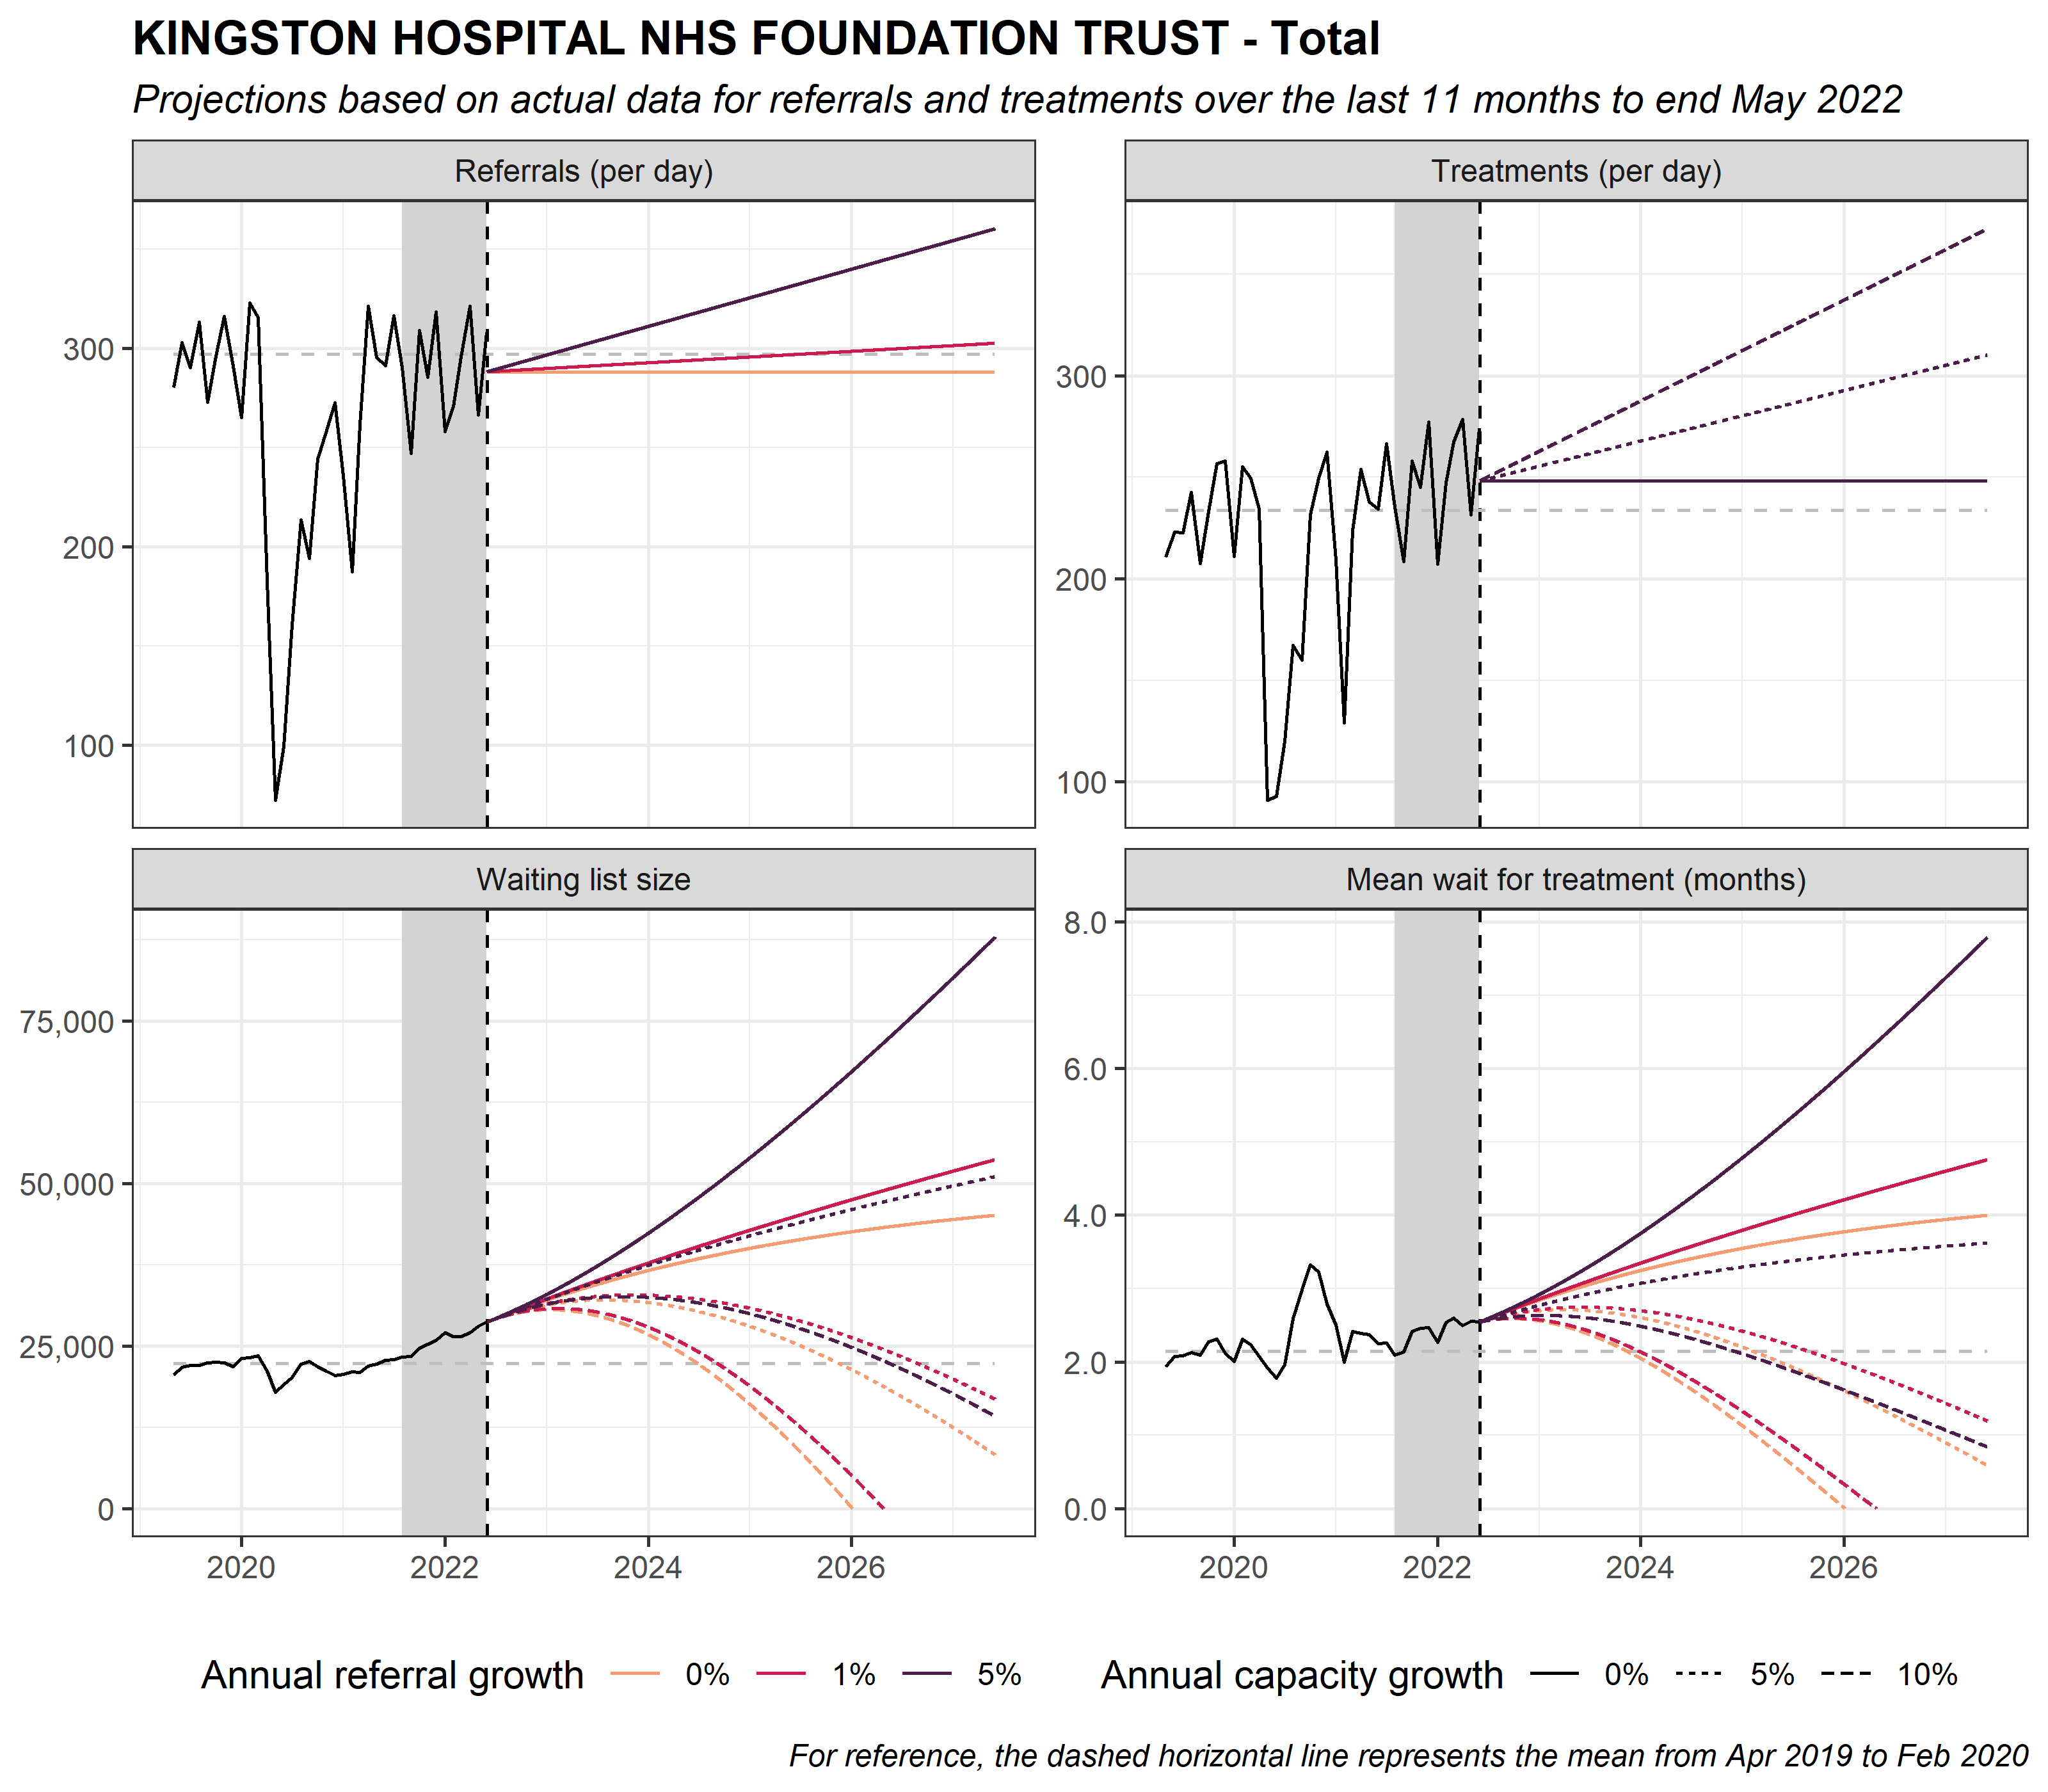 KINGSTON HOSPITAL NHS FOUNDATION TRUST - Total
Projections based on actual data for referrals and treatments over the last 11 months to end May 2022
Referrals (per day)
300
200
100
Treatments (per day)
300
200
100
Waiting list size
75,000
50,000
25,000
0
2020 2022 2024 2026
Mean wait for treatment (months)
8.0
6.0
4.0
2.0
0.0
2020 2022 2024 2026
Annual referral growth 0% 1% 5%
Annual capacity growth 0% 5% 10%
For reference, the dashed horizontal line represents the mean from Apr 2019 to Feb 2020